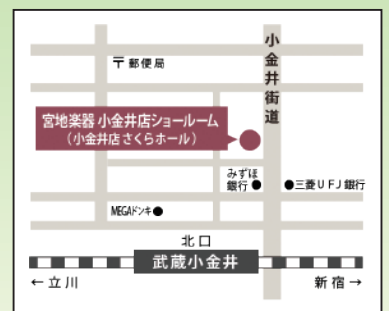 小金井街道
〒郵便局
宮地楽器 小金井店ショールーム
（小金井店 さくらホール）
みずほ
銀行
三菱UFJ銀行
MEGAドンキ
北口
武蔵小金井
← 立川
新宿 →